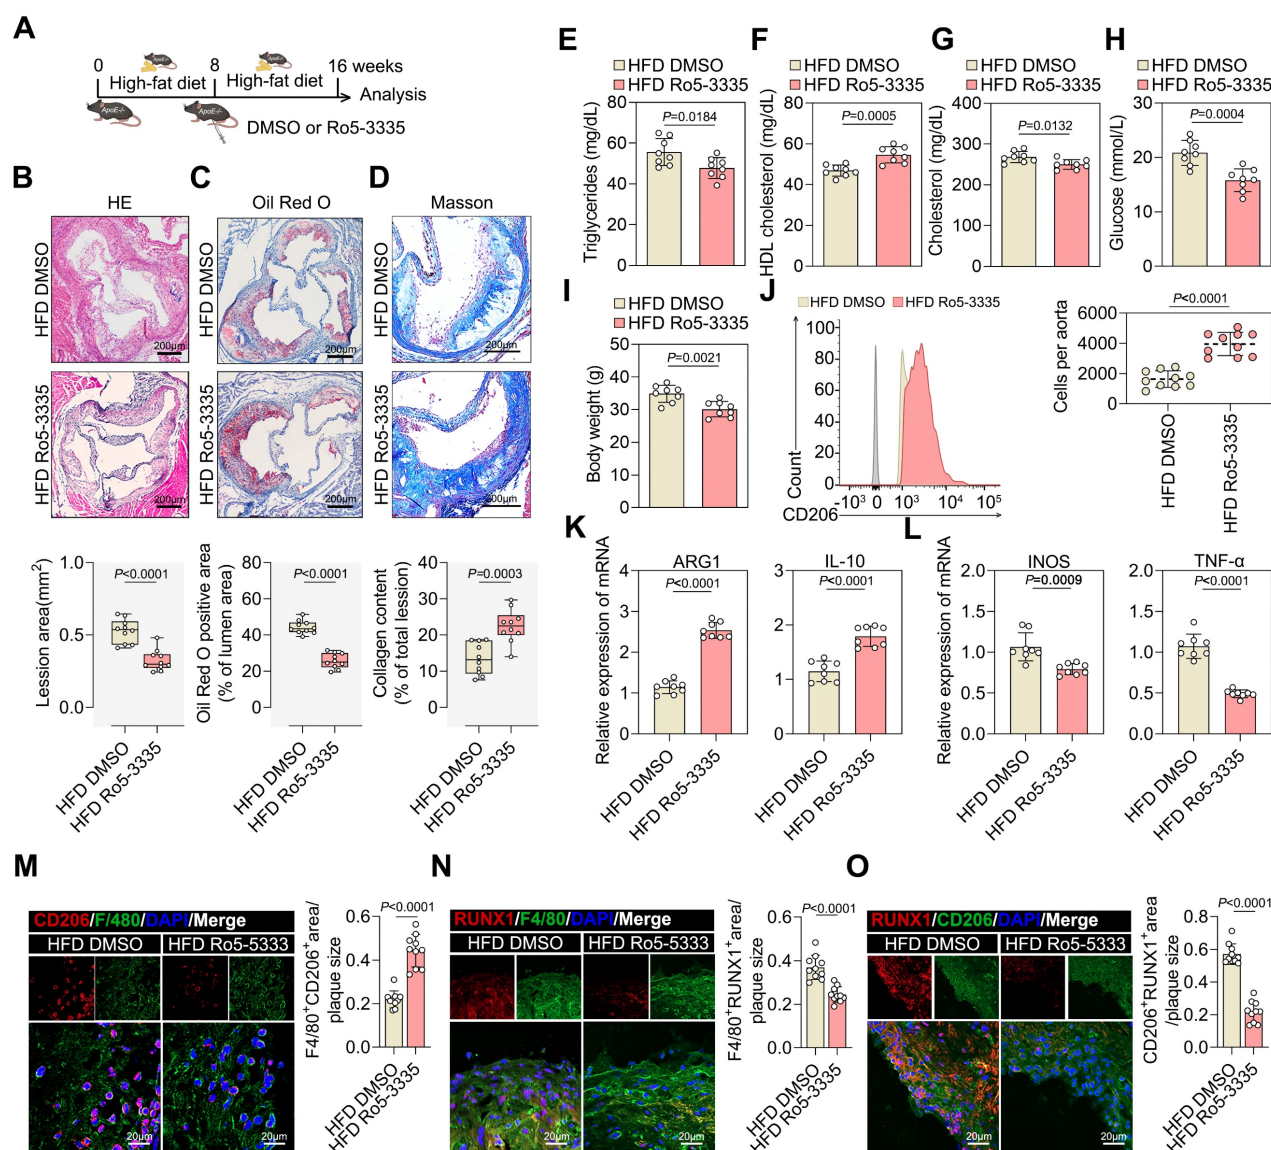 A
0
8
16 weeks
High-fat diet
High-fat diet
Analysis
ApoE-/-
ApoE-/-
ApoE-/-
ApoE-/-
DMSO or Ro5-3335
B
HE
HFD DMSO
200μm
HFD Ro5-3335
200μm
Lession area(mm²)
1.0
0.5
0.0
P<0.0001
HFD DMSO
HFD Ro5-3335
C
Oil Red O
HFD DMSO
200μm
HFD Ro5-3335
200μm
Oil Red O positive area
(% of lumen area)
80
60
40
20
0
P<0.0001
HFD DMSO
HFD Ro5-3335
D
Masson
HFD DMSO
200μm
HFD Ro5-3335
200μm
Collagen content
(% of total lesion)
40
30
20
10
0
P=0.0003
HFD DMSO
HFD Ro5-3335
E
HFD DMSO
HFD Ro5-3335
Triglycerides (mg/dL)
80
60
40
20
0
P=0.0184
F
HFD DMSO
HFD Ro5-3335
HDL cholesterol (mg/dL)
80
60
40
20
0
P=0.0005
G
HFD DMSO
HFD Ro5-3335
Cholesterol (mg/dL)
400
300
200
100
0
P=0.0132
H
HFD DMSO
HFD Ro5-3335
Glucose (mmol/L)
30
20
10
0
P=0.0004
I
HFD DMSO
HFD Ro5-3335
Body weight (g)
50
40
30
20
10
0
P=0.0021
J
HFD DMSO
HFD Ro5-3335
Count
100
80
60
40
20
0
-10³
0
10³
10⁴
10⁵
CD206
Cells per aorta
6000
4000
2000
0
P<0.0001
HFD DMSO
HFD Ro5-3335
K
Relative expression of mRNA
ARG1
4
3
2
1
0
P<0.0001
HFD DMSO
HFD Ro5-3335
IL-10
3
2
1
0
P<0.0001
HFD DMSO
HFD Ro5-3335
L
Relative expression of mRNA
INOS
2.0
1.5
1.0
0.5
0.0
P=0.0009
HFD DMSO
HFD Ro5-3335
TNF-α
2.0
1.5
1.0
0.5
0.0
P<0.0001
HFD DMSO
HFD Ro5-3335
M
CD206/F/480/DAPI/Merge
HFD DMSO
HFD Ro5-5333
20μm
20μm
F4/80⁺CD206⁺area/
plaque size
0.6
0.4
0.2
0.0
P<0.0001
HFD DMSO
HFD Ro5-3335
N
RUNX1/F4/80/DAPI/Merge
HFD DMSO
HFD Ro5-5333
20μm
20μm
F4/80⁺RUNX1⁺area/
plaque size
0.6
0.4
0.2
0.0
P<0.0001
HFD DMSO
HFD Ro5-3335
O
RUNX1/CD206/DAPI/Merge
HFD DMSO
HFD Ro5-5333
20μm
20μm
CD206⁺RUNX1⁺area
/plaque size
0.8
0.6
0.4
0.2
0.0
P<0.0001
HFD DMSO
HFD Ro5-3335